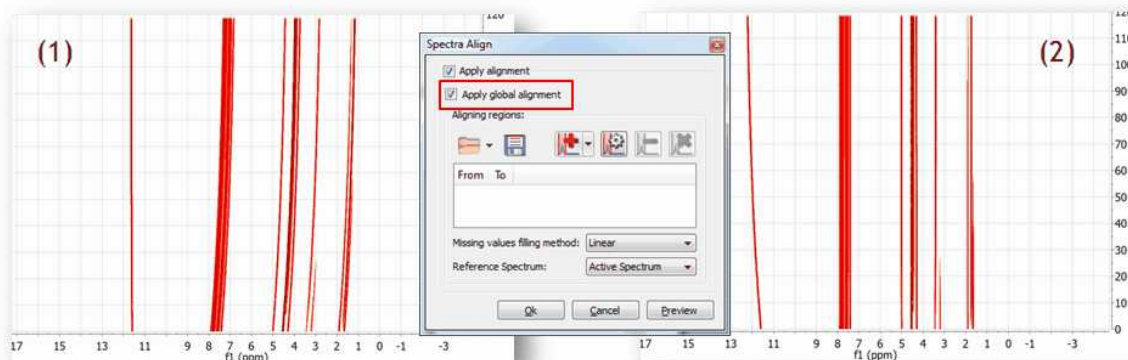 (1)
120
17 15 13 11 9 8 7 6 5 4 3 2 1 0 -1 -3
f1 (ppm)
Spectra Align
Apply alignment
Apply global alignment
Aligning regions:
From To
Missing values filling method: Linear
Reference Spectrum: Active Spectrum
Ok Cancel Preview
(2)
120
110
100
90
80
70
60
50
40
30
20
10
0
17 15 13 11 9 8 7 6 5 4 3 2 1 0 -1 -3
f1 (ppm)